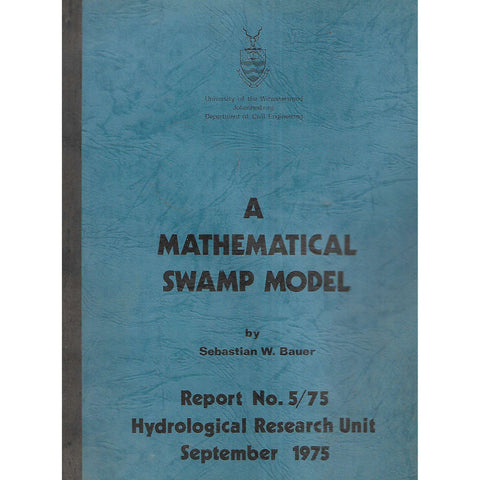 University of the Witwatersrand
Johannesburg
Department of Civil Engineering
A
MATHEMATICAL
SWAMP MODEL
by
Sebastian W. Bauer
Report No. 5/75
Hydrological Research Unit
September 1975